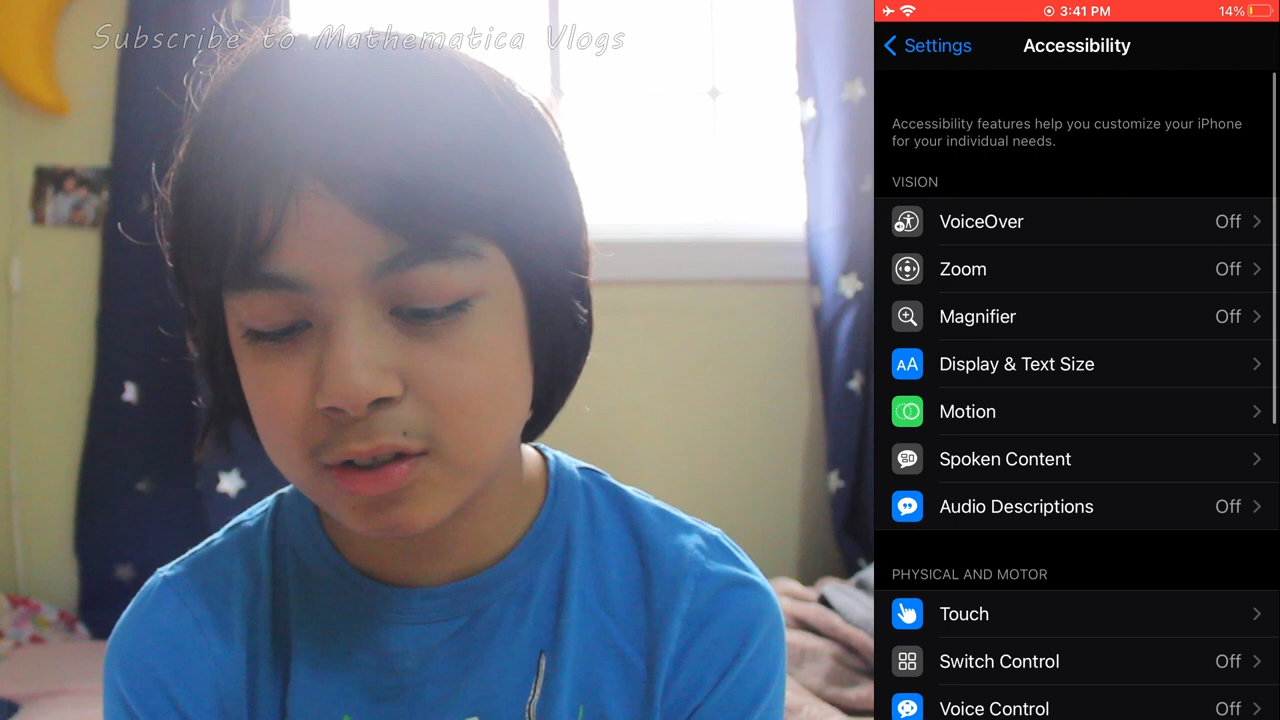 Subscribe to Mathematica Vlogs
3:41 PM
14%
Settings
Accessibility
Accessibility features help you customize your iPhone
for your individual needs.
VISION
VoiceOver Off
Zoom Off
Magnifier Off
AA Display & Text Size
Motion
Spoken Content
Audio Descriptions Off
PHYSICAL AND MOTOR
Touch
Switch Control Off
Voice Control Off